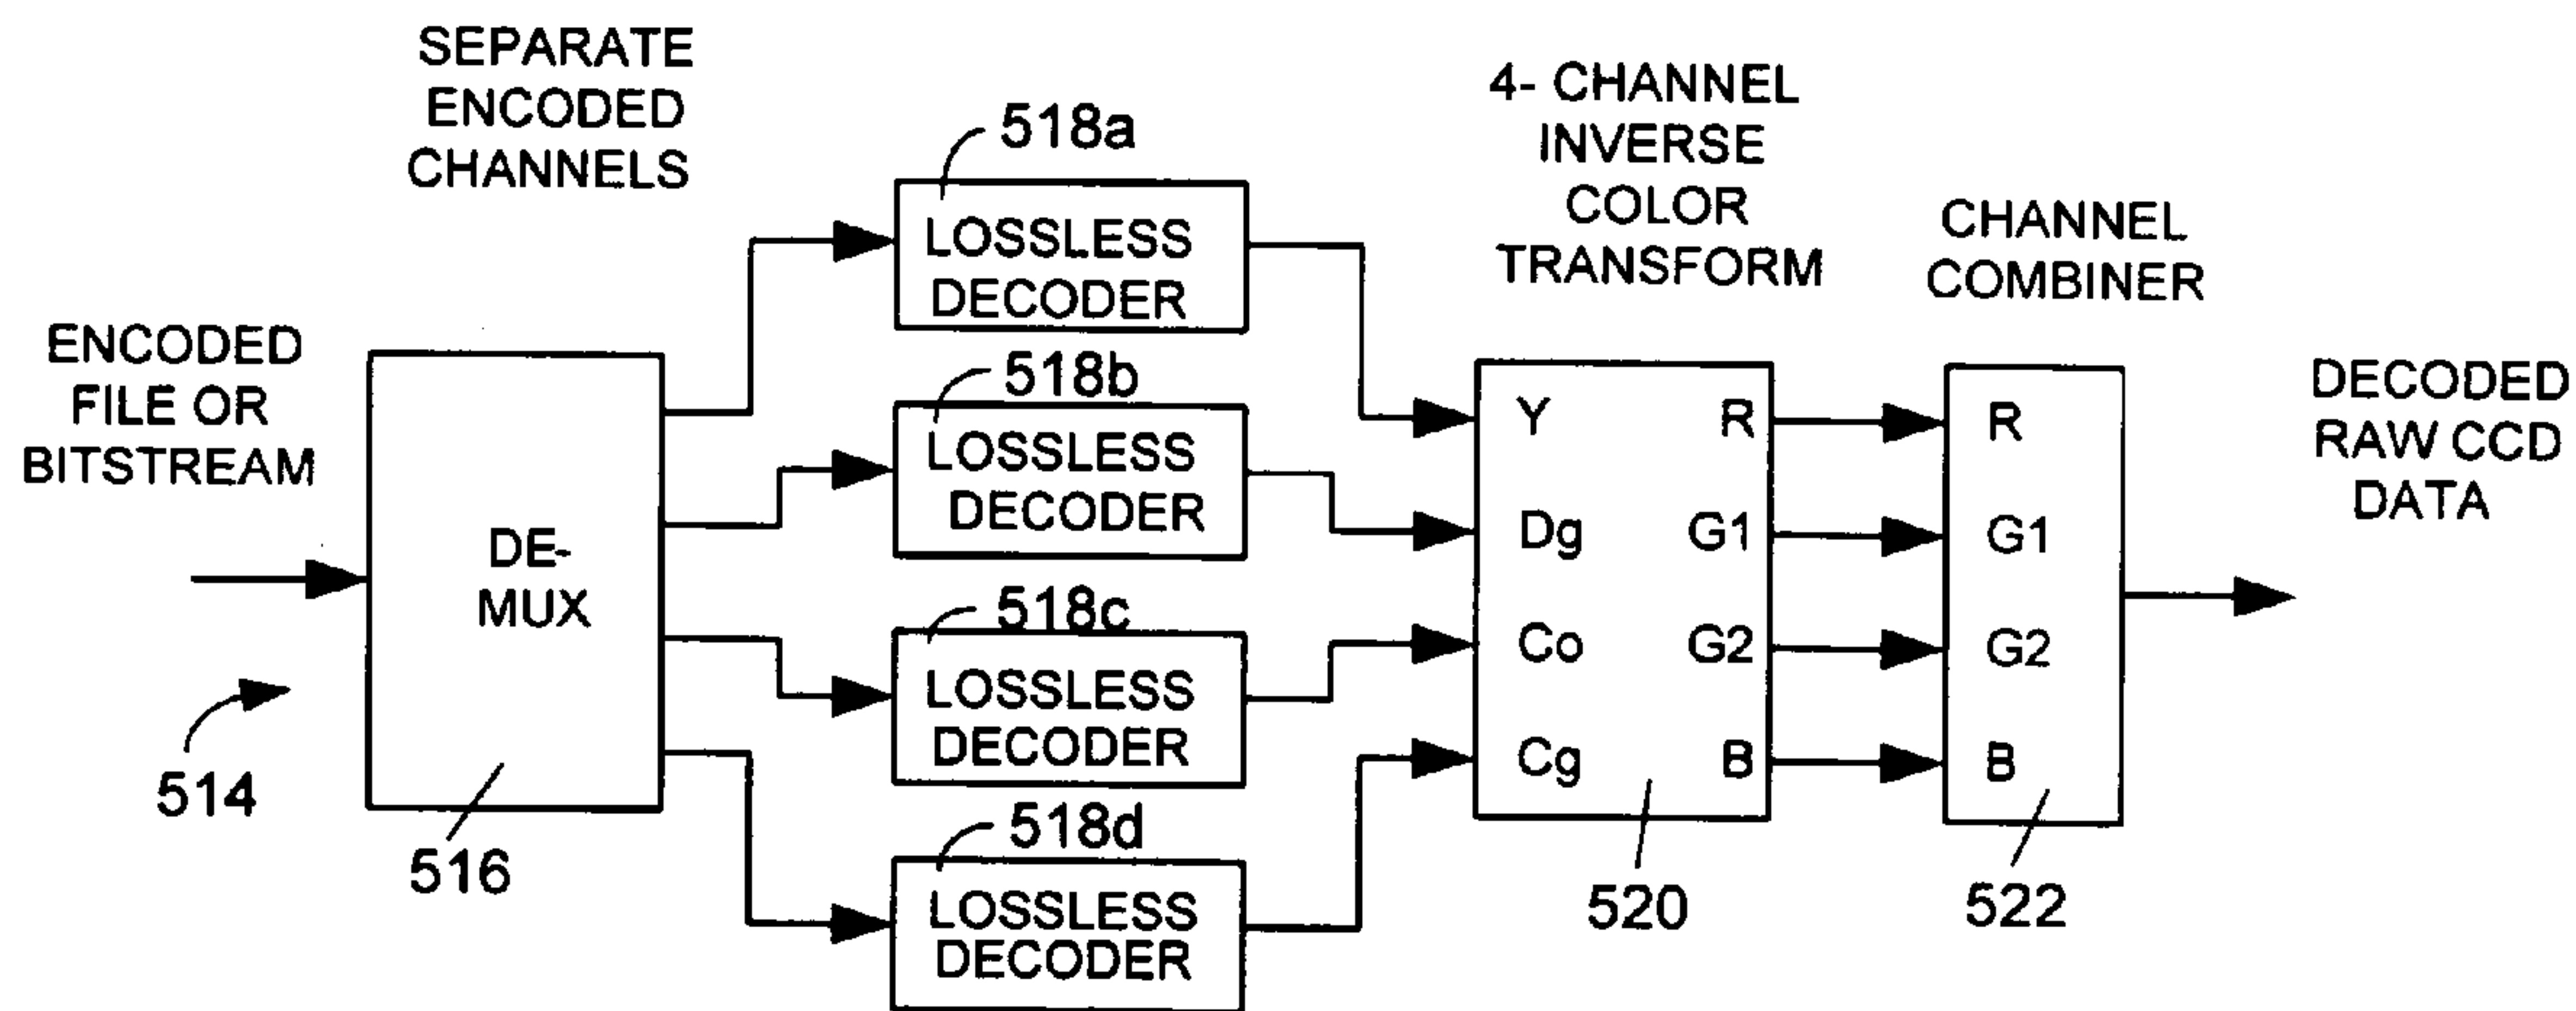 SEPARATE
ENCODED
CHANNELS
ENCODED
FILE OR
BITSTREAM
514
DE-
MUX
516
518a
LOSSLESS
DECODER
518b
LOSSLESS
DECODER
518c
LOSSLESS
DECODER
518d
LOSSLESS
DECODER
4- CHANNEL
INVERSE
COLOR
TRANSFORM
Y R
Dg G1
Co G2
Cg B
520
CHANNEL
COMBINER
R
G1
G2
B
522
DECODED
RAW CCD
DATA